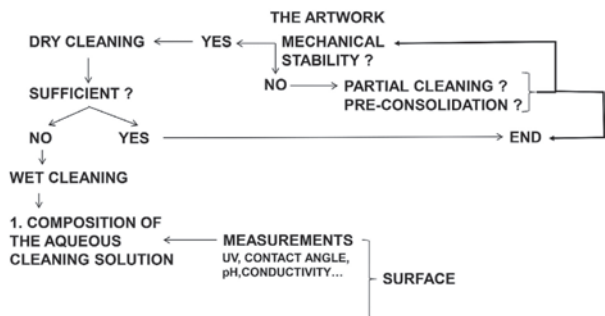 THE ARTWORK
DRY CLEANING
YES
MECHANICAL
STABILITY ?
NO
PARTIAL CLEANING ?
PRE-CONSOLIDATION ?
SUFFICIENT ?
NO
YES
END
WET CLEANING
1. COMPOSITION OF
THE AQUEOUS
CLEANING SOLUTION
MEASUREMENTS
UV, CONTACT ANGLE,
pH,CONDUCTIVITY...
SURFACE